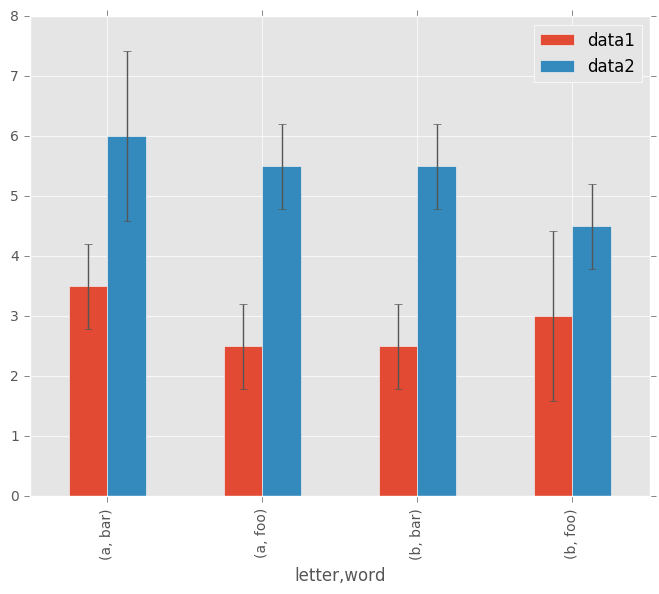 8
7
6
5
4
3
2
1
0
data1
data2
(a, bar)
(a, foo)
(b, bar)
(b, foo)
letter,word